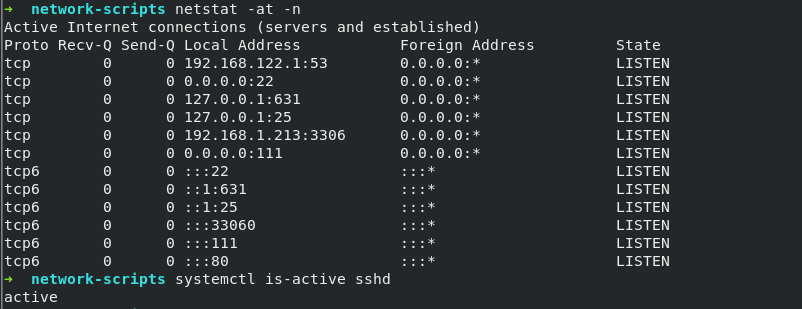 → network-scripts netstat -at -n
Active Internet connections (servers and established)
Proto Recv-Q Send-Q Local Address           Foreign Address         State
tcp        0      0 192.168.122.1:53        0.0.0.0:*               LISTEN
tcp        0      0 0.0.0.0:22              0.0.0.0:*               LISTEN
tcp        0      0 127.0.0.1:631           0.0.0.0:*               LISTEN
tcp        0      0 127.0.0.1:25            0.0.0.0:*               LISTEN
tcp        0      0 192.168.1.213:3306      0.0.0.0:*               LISTEN
tcp        0      0 0.0.0.0:111             0.0.0.0:*               LISTEN
tcp6       0      0 :::22                   :::*                    LISTEN
tcp6       0      0 ::1:631                 :::*                    LISTEN
tcp6       0      0 ::1:25                  :::*                    LISTEN
tcp6       0      0 :::33060                :::*                    LISTEN
tcp6       0      0 :::111                  :::*                    LISTEN
tcp6       0      0 :::80                   :::*                    LISTEN
→ network-scripts systemctl is-active sshd
active